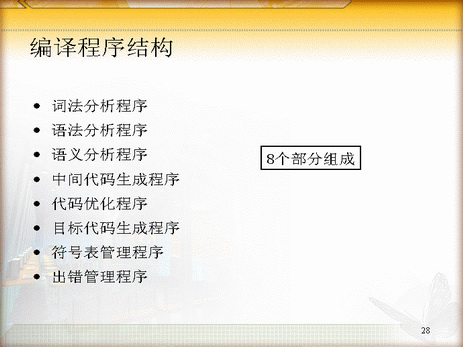 编译程序结构
• 词法分析程序
• 语法分析程序
• 语义分析程序
• 中间代码生成程序
• 代码优化程序
• 目标代码生成程序
• 符号表管理程序
• 出错管理程序
8个部分组成
28